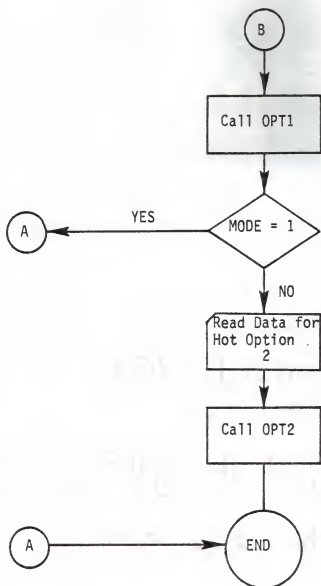 B
Call OPT1
YES
A
MODE = 1
NO
Read Data for
Hot Option .
2
Call OPT2
A
END